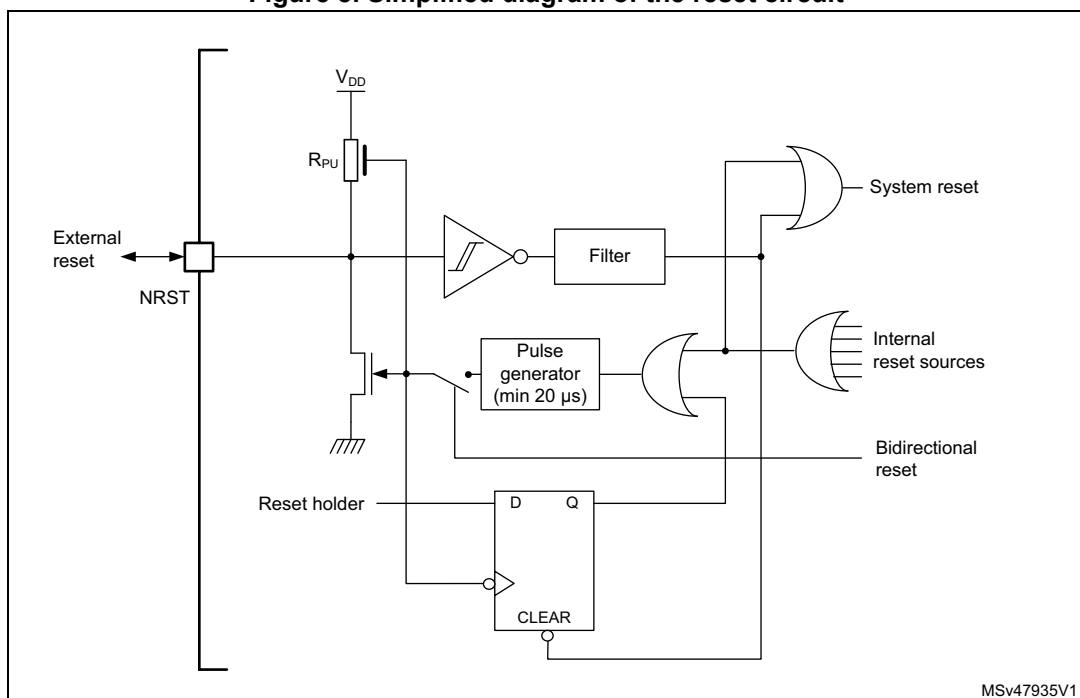 VDD
RPU
External
reset
NRST
Filter
System reset
Pulse
generator
(min 20 µs)
Internal
reset sources
Bidirectional
reset
Reset holder
D
Q
CLEAR
MSv47935V1